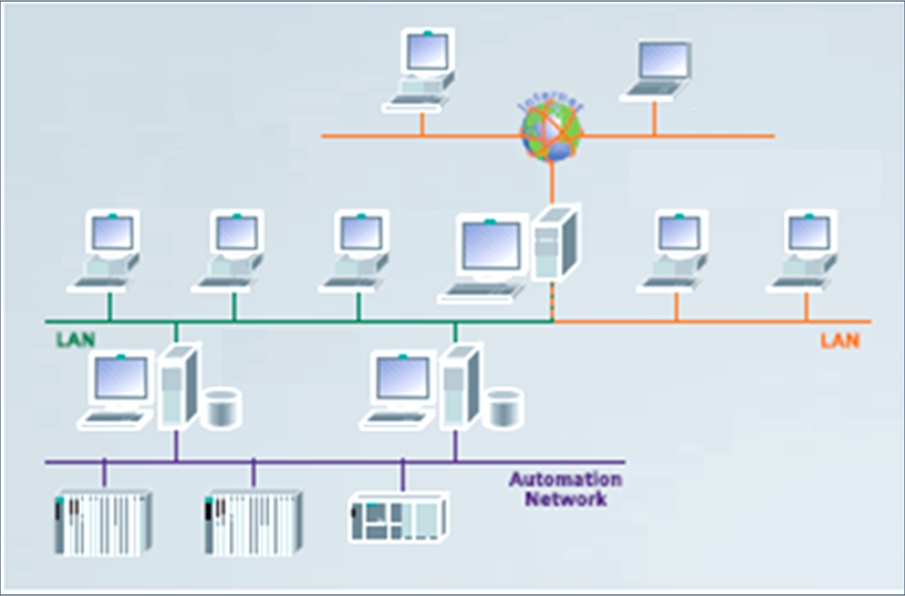 Internet
LAN
LAN
Automation
Network